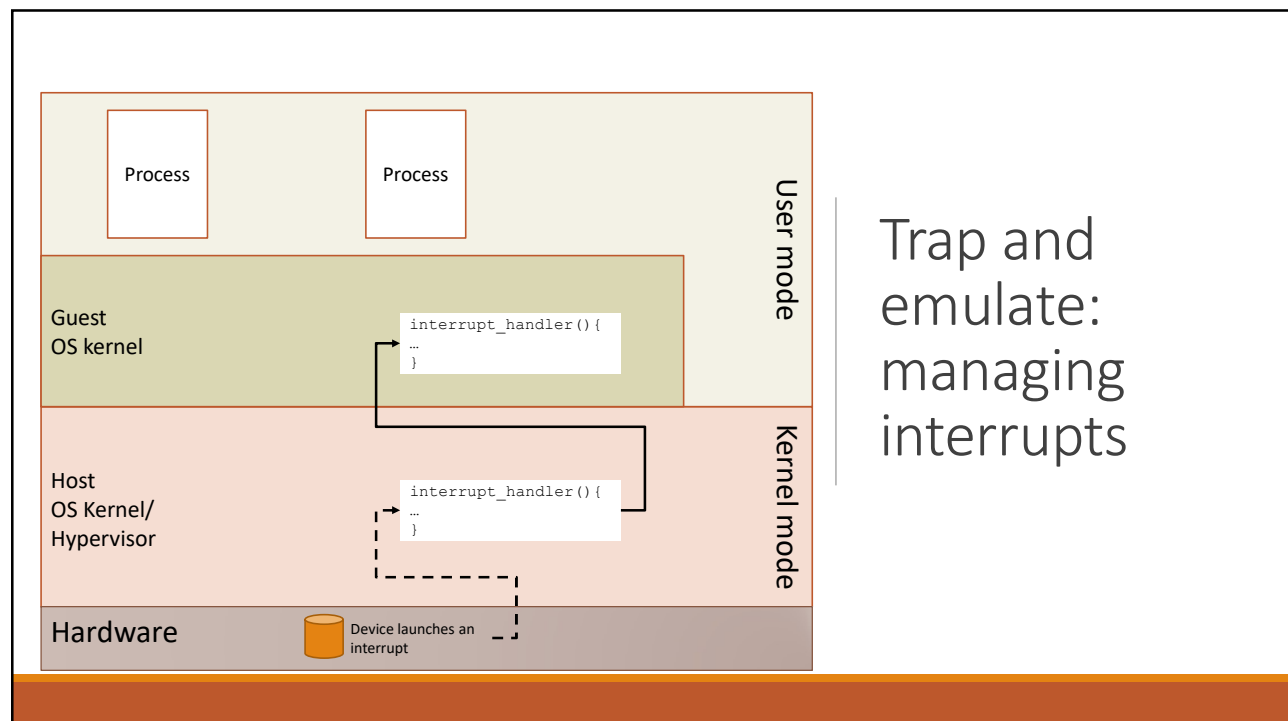 Process
Process
User mode
Guest
OS kernel
interrupt_handler(){
…
}
Kernel mode
Host
OS Kernel/
Hypervisor
interrupt_handler(){
…
}
Hardware
Device launches an
interrupt
Trap and
emulate:
managing
interrupts